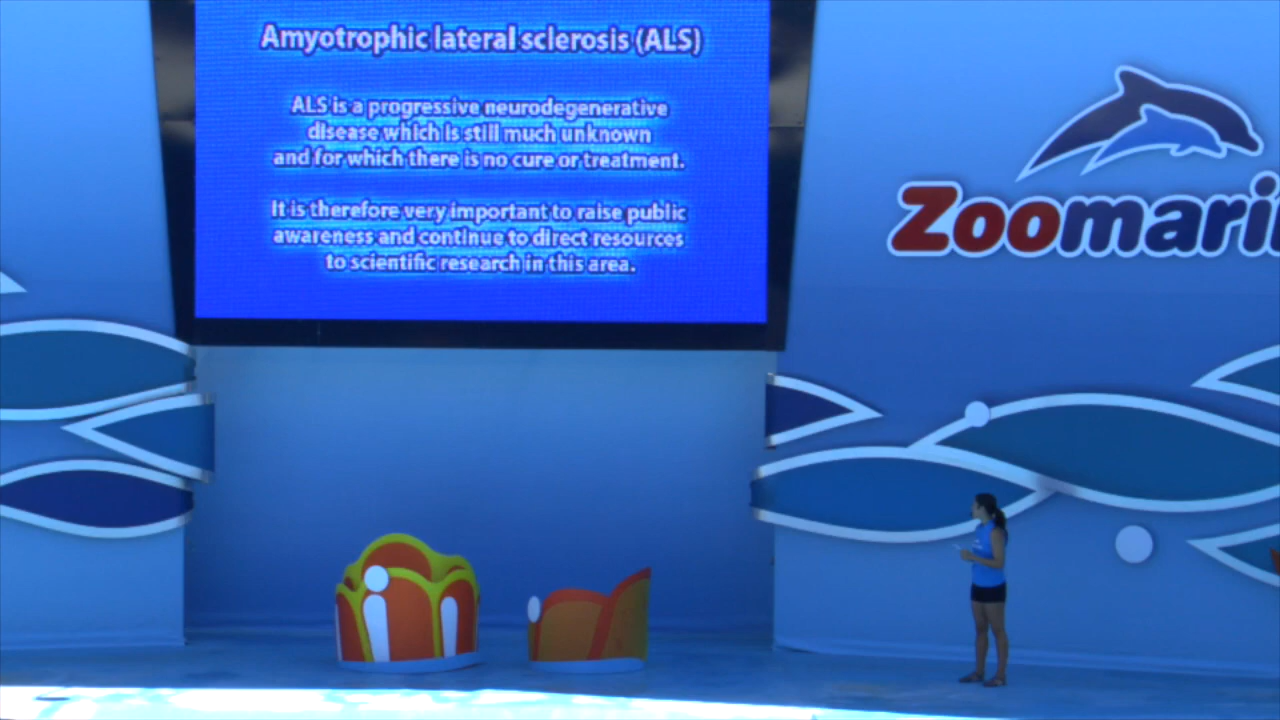 Amyotrophic lateral sclerosis (ALS)
ALS is a progressive neurodegenerative
disease which is still much unknown
and for which there is no cure or treatment.
It is therefore very important to raise public
awareness and continue to direct resources
to scientific research in this area.
Zoomari